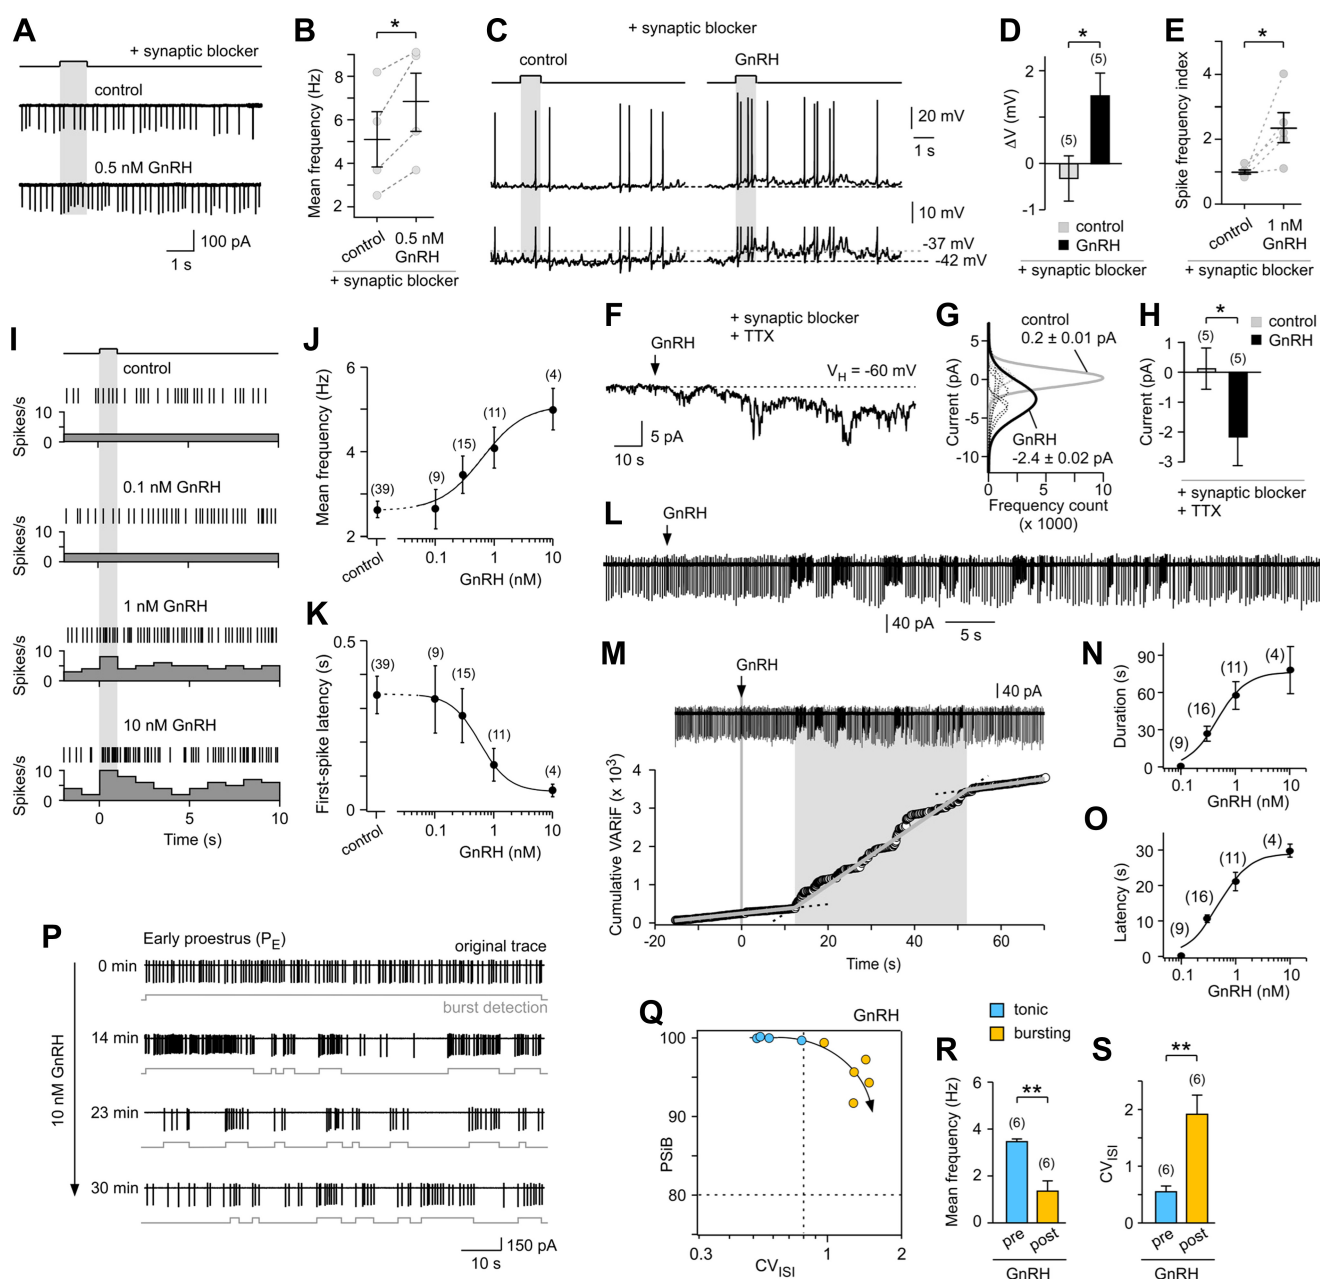 A
+ synaptic blocker
control
0.5 nM GnRH
100 pA
1 s
B
*
Mean frequency (Hz)
8
6
4
2
control
0.5 nM
GnRH
+ synaptic blocker
C
+ synaptic blocker
control
GnRH
20 mV
1 s
10 mV
-37 mV
-42 mV
D
*
(5)
(5)
ΔV (mV)
2
0
-1
control
GnRH
+ synaptic blocker
E
*
Spike frequency index
4
2
0
control
1 nM
GnRH
+ synaptic blocker
F
+ synaptic blocker
+ TTX
GnRH
VH = -60 mV
5 pA
10 s
G
control
0.2 ± 0.01 pA
Current (pA)
5
0
-10
GnRH
-2.4 ± 0.02 pA
0
5
10
Frequency count
(x 1000)
H
*
control
GnRH
(5)
(5)
Current (pA)
1
0
-1
-2
-3
+ synaptic blocker
+ TTX
I
control
Spikes/s
10
0
0.1 nM GnRH
Spikes/s
10
0
1 nM GnRH
Spikes/s
10
0
10 nM GnRH
Spikes/s
10
0
0
5
10
Time (s)
J
Mean frequency (Hz)
6
4
2
(39)
(9)
(15)
(11)
(4)
control
0.1
1
10
GnRH (nM)
K
First-spike latency (s)
0.5
0
(39)
(9)
(15)
(11)
(4)
control
0.1
1
10
GnRH (nM)
L
GnRH
40 pA
5 s
M
GnRH
40 pA
Cumulative VARiF (x 10³)
4
3
2
1
0
-20
0
20
40
60
Time (s)
N
Duration (s)
90
60
30
0
(9)
(16)
(11)
(4)
0.1
1
10
GnRH (nM)
O
Latency (s)
30
20
10
0
(9)
(16)
(11)
(4)
0.1
1
10
GnRH (nM)
P
Early proestrus (PE)
original trace
0 min
burst detection
14 min
23 min
30 min
10 nM GnRH
150 pA
10 s
Q
GnRH
PSiB
100
90
80
0.3
1
2
CVISI
tonic
bursting
R
**
Mean frequency (Hz)
6
4
2
0
(6)
(6)
pre
post
GnRH
S
**
CVISI
2
1
0
(6)
(6)
pre
post
GnRH